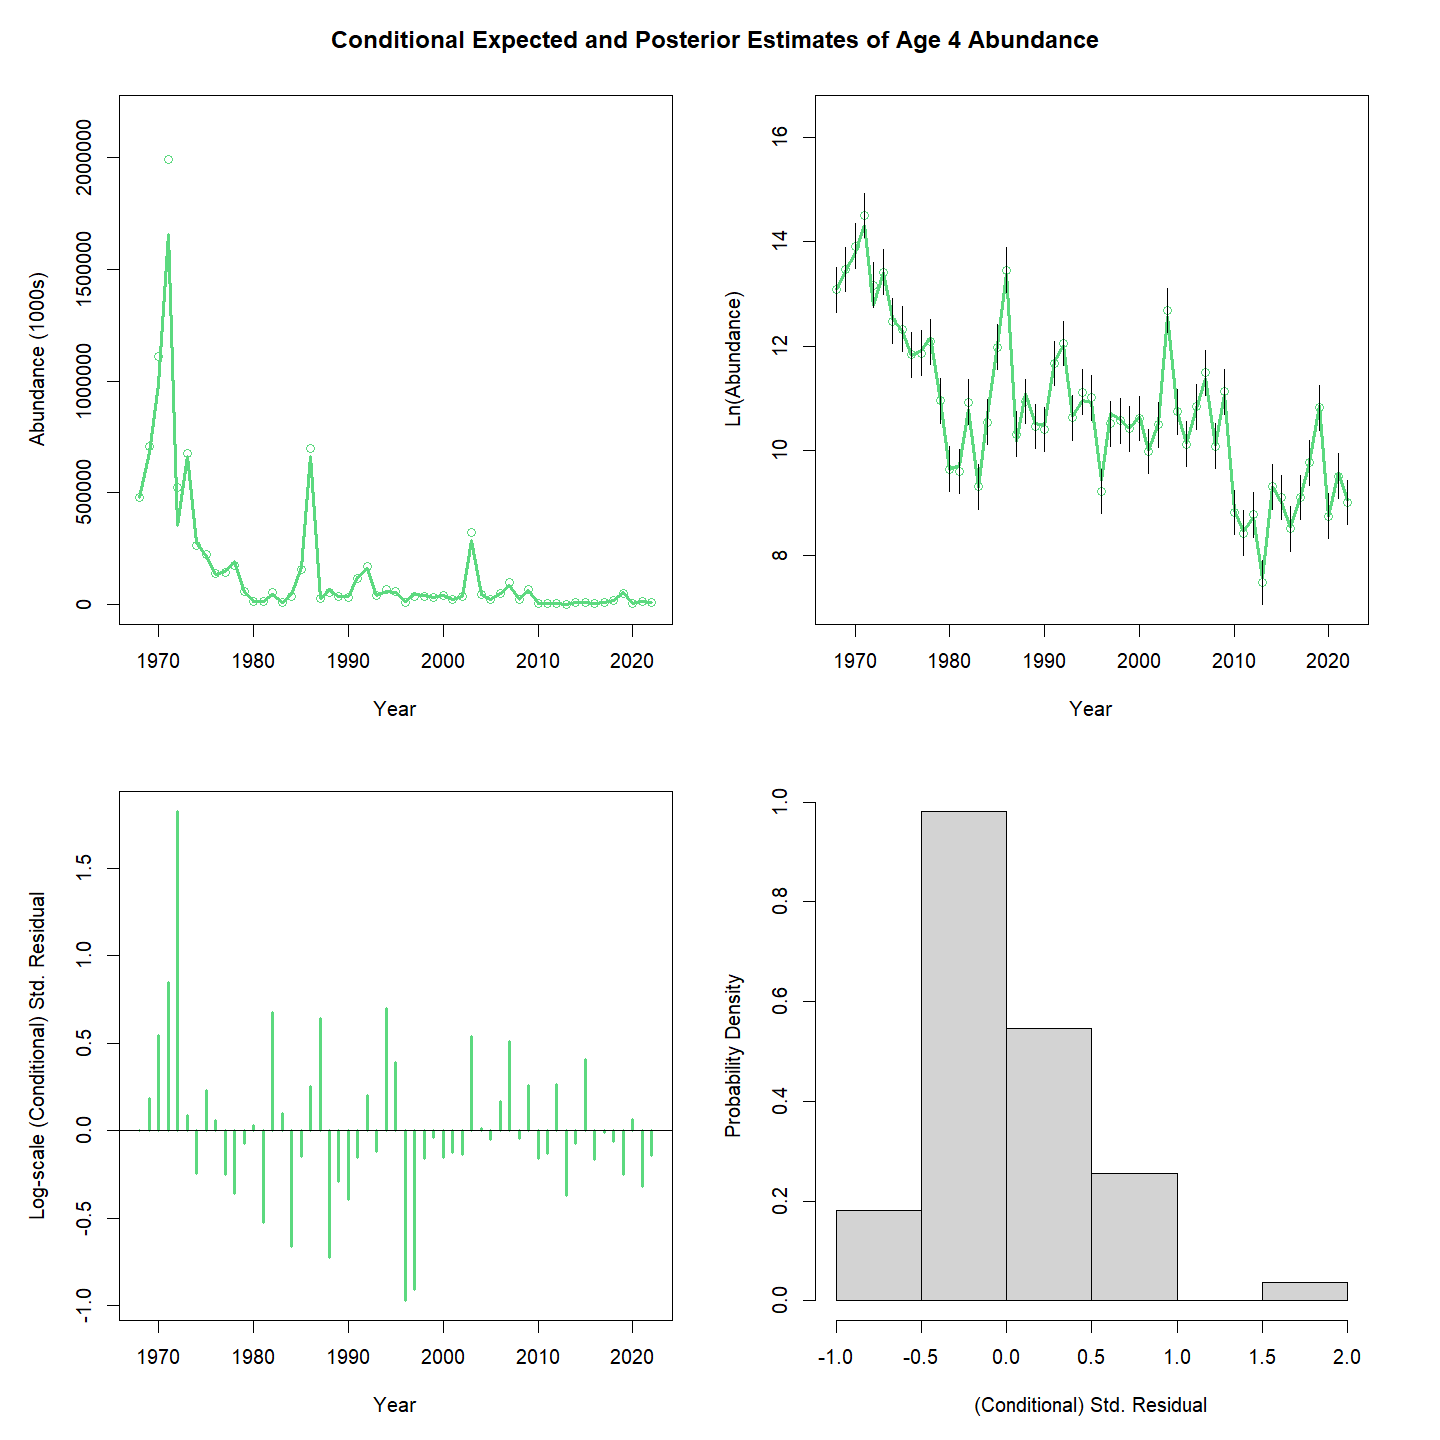 Conditional Expected and Posterior Estimates of Age 4 Abundance
Abundance (1000s)
2000000
1500000
1000000
500000
0
1970 1980 1990 2000 2010 2020
Year
Ln(Abundance)
16
14
12
10
8
1970 1980 1990 2000 2010 2020
Year
Log-scale (Conditional) Std. Residual
1.5
1.0
0.5
0.0
-0.5
-1.0
1970 1980 1990 2000 2010 2020
Year
Probability Density
1.0
0.8
0.6
0.4
0.2
0.0
-1.0 -0.5 0.0 0.5 1.0 1.5 2.0
(Conditional) Std. Residual